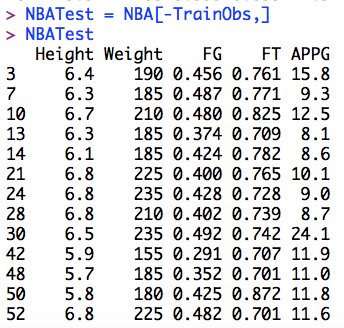 > NBATest = NBA[-TrainObs,]
> NBATest
   Height Weight    FG    FT APPG
3     6.4    190 0.456 0.761 15.8
7     6.3    185 0.487 0.771  9.3
10    6.7    210 0.480 0.825 12.5
13    6.3    185 0.374 0.709  8.1
14    6.1    185 0.424 0.782  8.6
21    6.8    225 0.400 0.765 10.1
24    6.8    235 0.428 0.728  9.0
28    6.8    210 0.402 0.739  8.7
30    6.5    235 0.492 0.742 24.1
42    5.9    155 0.291 0.707 11.9
48    5.7    185 0.352 0.701 11.0
50    5.8    180 0.425 0.872 11.8
52    6.8    225 0.482 0.701 11.6